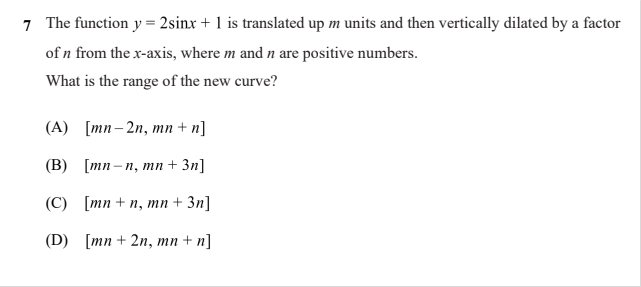 7 The function y = 2sinx + 1 is translated up m units and then vertically dilated by a factor
of n from the x-axis, where m and n are positive numbers.
What is the range of the new curve?
(A) [mn – 2n, mn + n]
(B) [mn – n, mn + 3n]
(C) [mn + n, mn + 3n]
(D) [mn + 2n, mn + n]